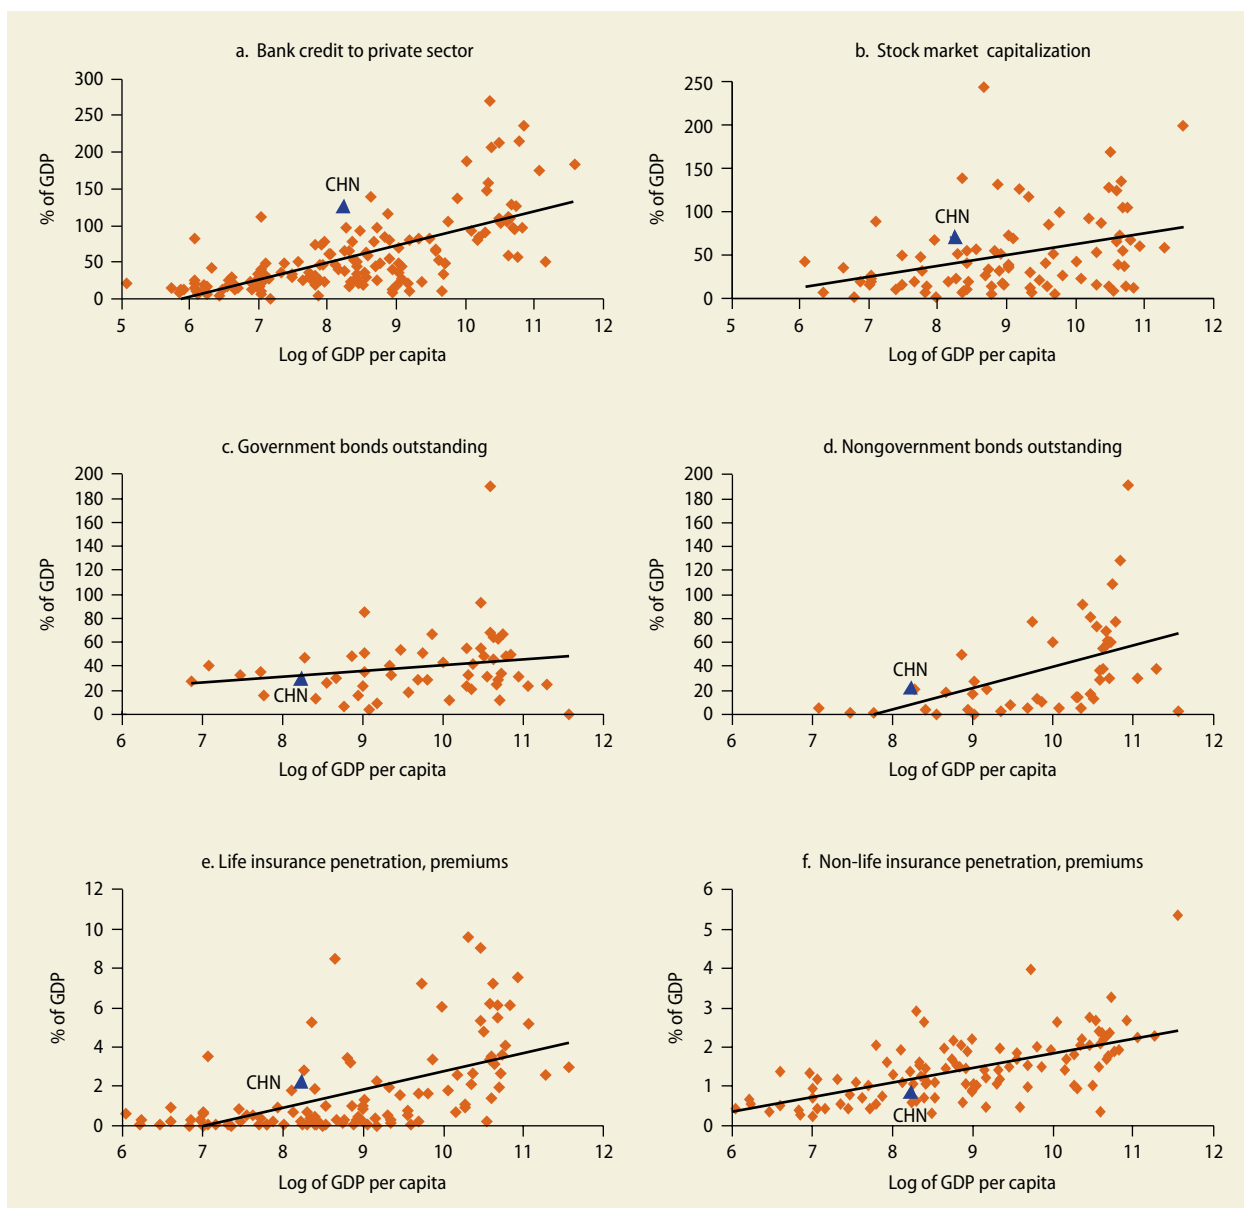 a. Bank credit to private sector
300
250
200
150
100
50
0
% of GDP
CHN
5 6 7 8 9 10 11 12
Log of GDP per capita
b. Stock market capitalization
250
200
150
100
50
0
% of GDP
CHN
5 6 7 8 9 10 11 12
Log of GDP per capita
c. Government bonds outstanding
200
180
160
140
120
100
80
60
40
20
0
% of GDP
CHN
6 7 8 9 10 11 12
Log of GDP per capita
d. Nongovernment bonds outstanding
200
180
160
140
120
100
80
60
40
20
0
% of GDP
CHN
6 7 8 9 10 11 12
Log of GDP per capita
e. Life insurance penetration, premiums
12
10
8
6
4
2
0
% of GDP
CHN
6 7 8 9 10 11 12
Log of GDP per capita
f. Non-life insurance penetration, premiums
6
5
4
3
2
1
0
% of GDP
CHN
6 7 8 9 10 11 12
Log of GDP per capita